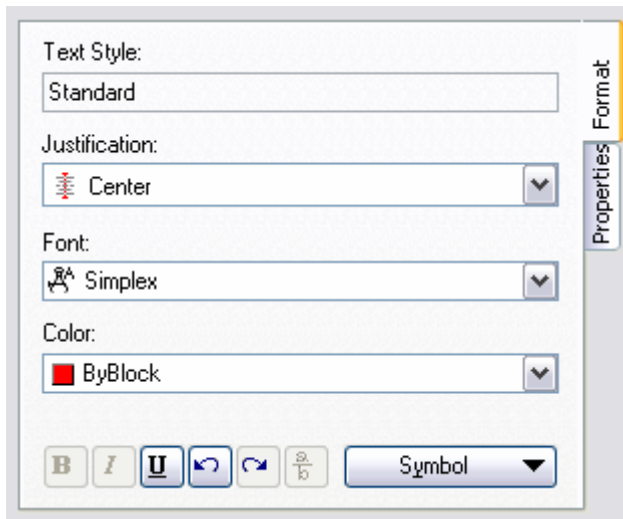 Text Style:
Standard
Justification:
Center
Font:
Simplex
Color:
ByBlock
B I U a/b Symbol
Format
Properties